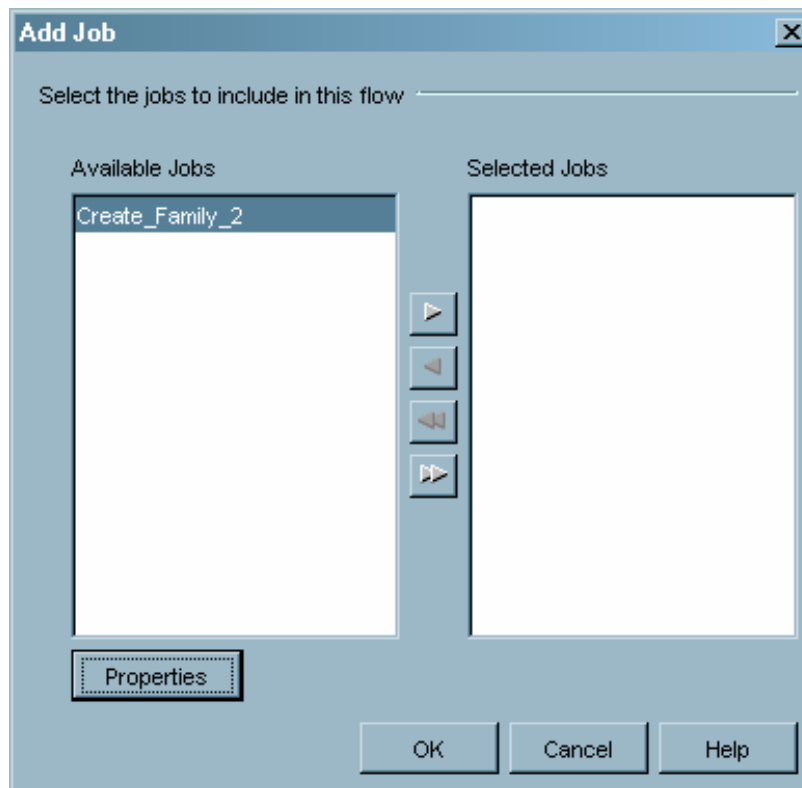 Add Job
Select the jobs to include in this flow
Available Jobs
Selected Jobs
Create_Family_2
Properties
OK
Cancel
Help